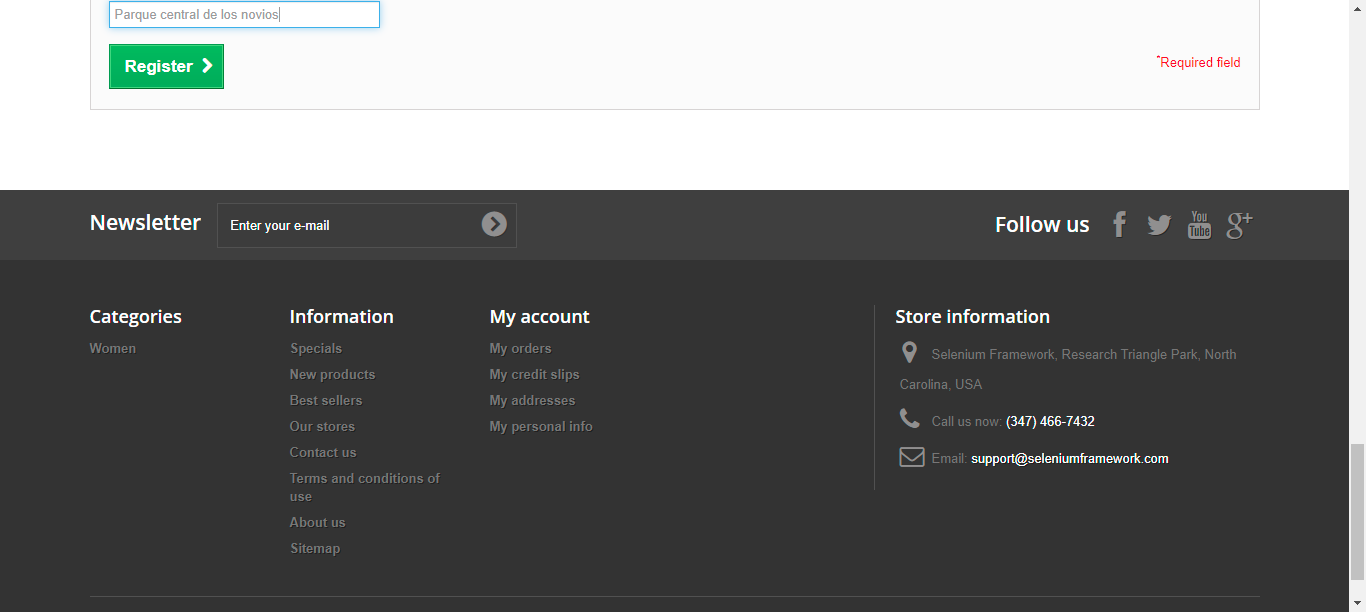 Parque central de los novios
Register
*Required field
Newsletter
Enter your e-mail
Follow us
You
Tube
g+
Categories
Women
Information
Specials
New products
Best sellers
Our stores
Contact us
Terms and conditions of
use
About us
Sitemap
My account
My orders
My credit slips
My addresses
My personal info
Store information
Selenium Framework, Research Triangle Park, North
Carolina, USA
Call us now: (347) 466-7432
Email: support@seleniumframework.com